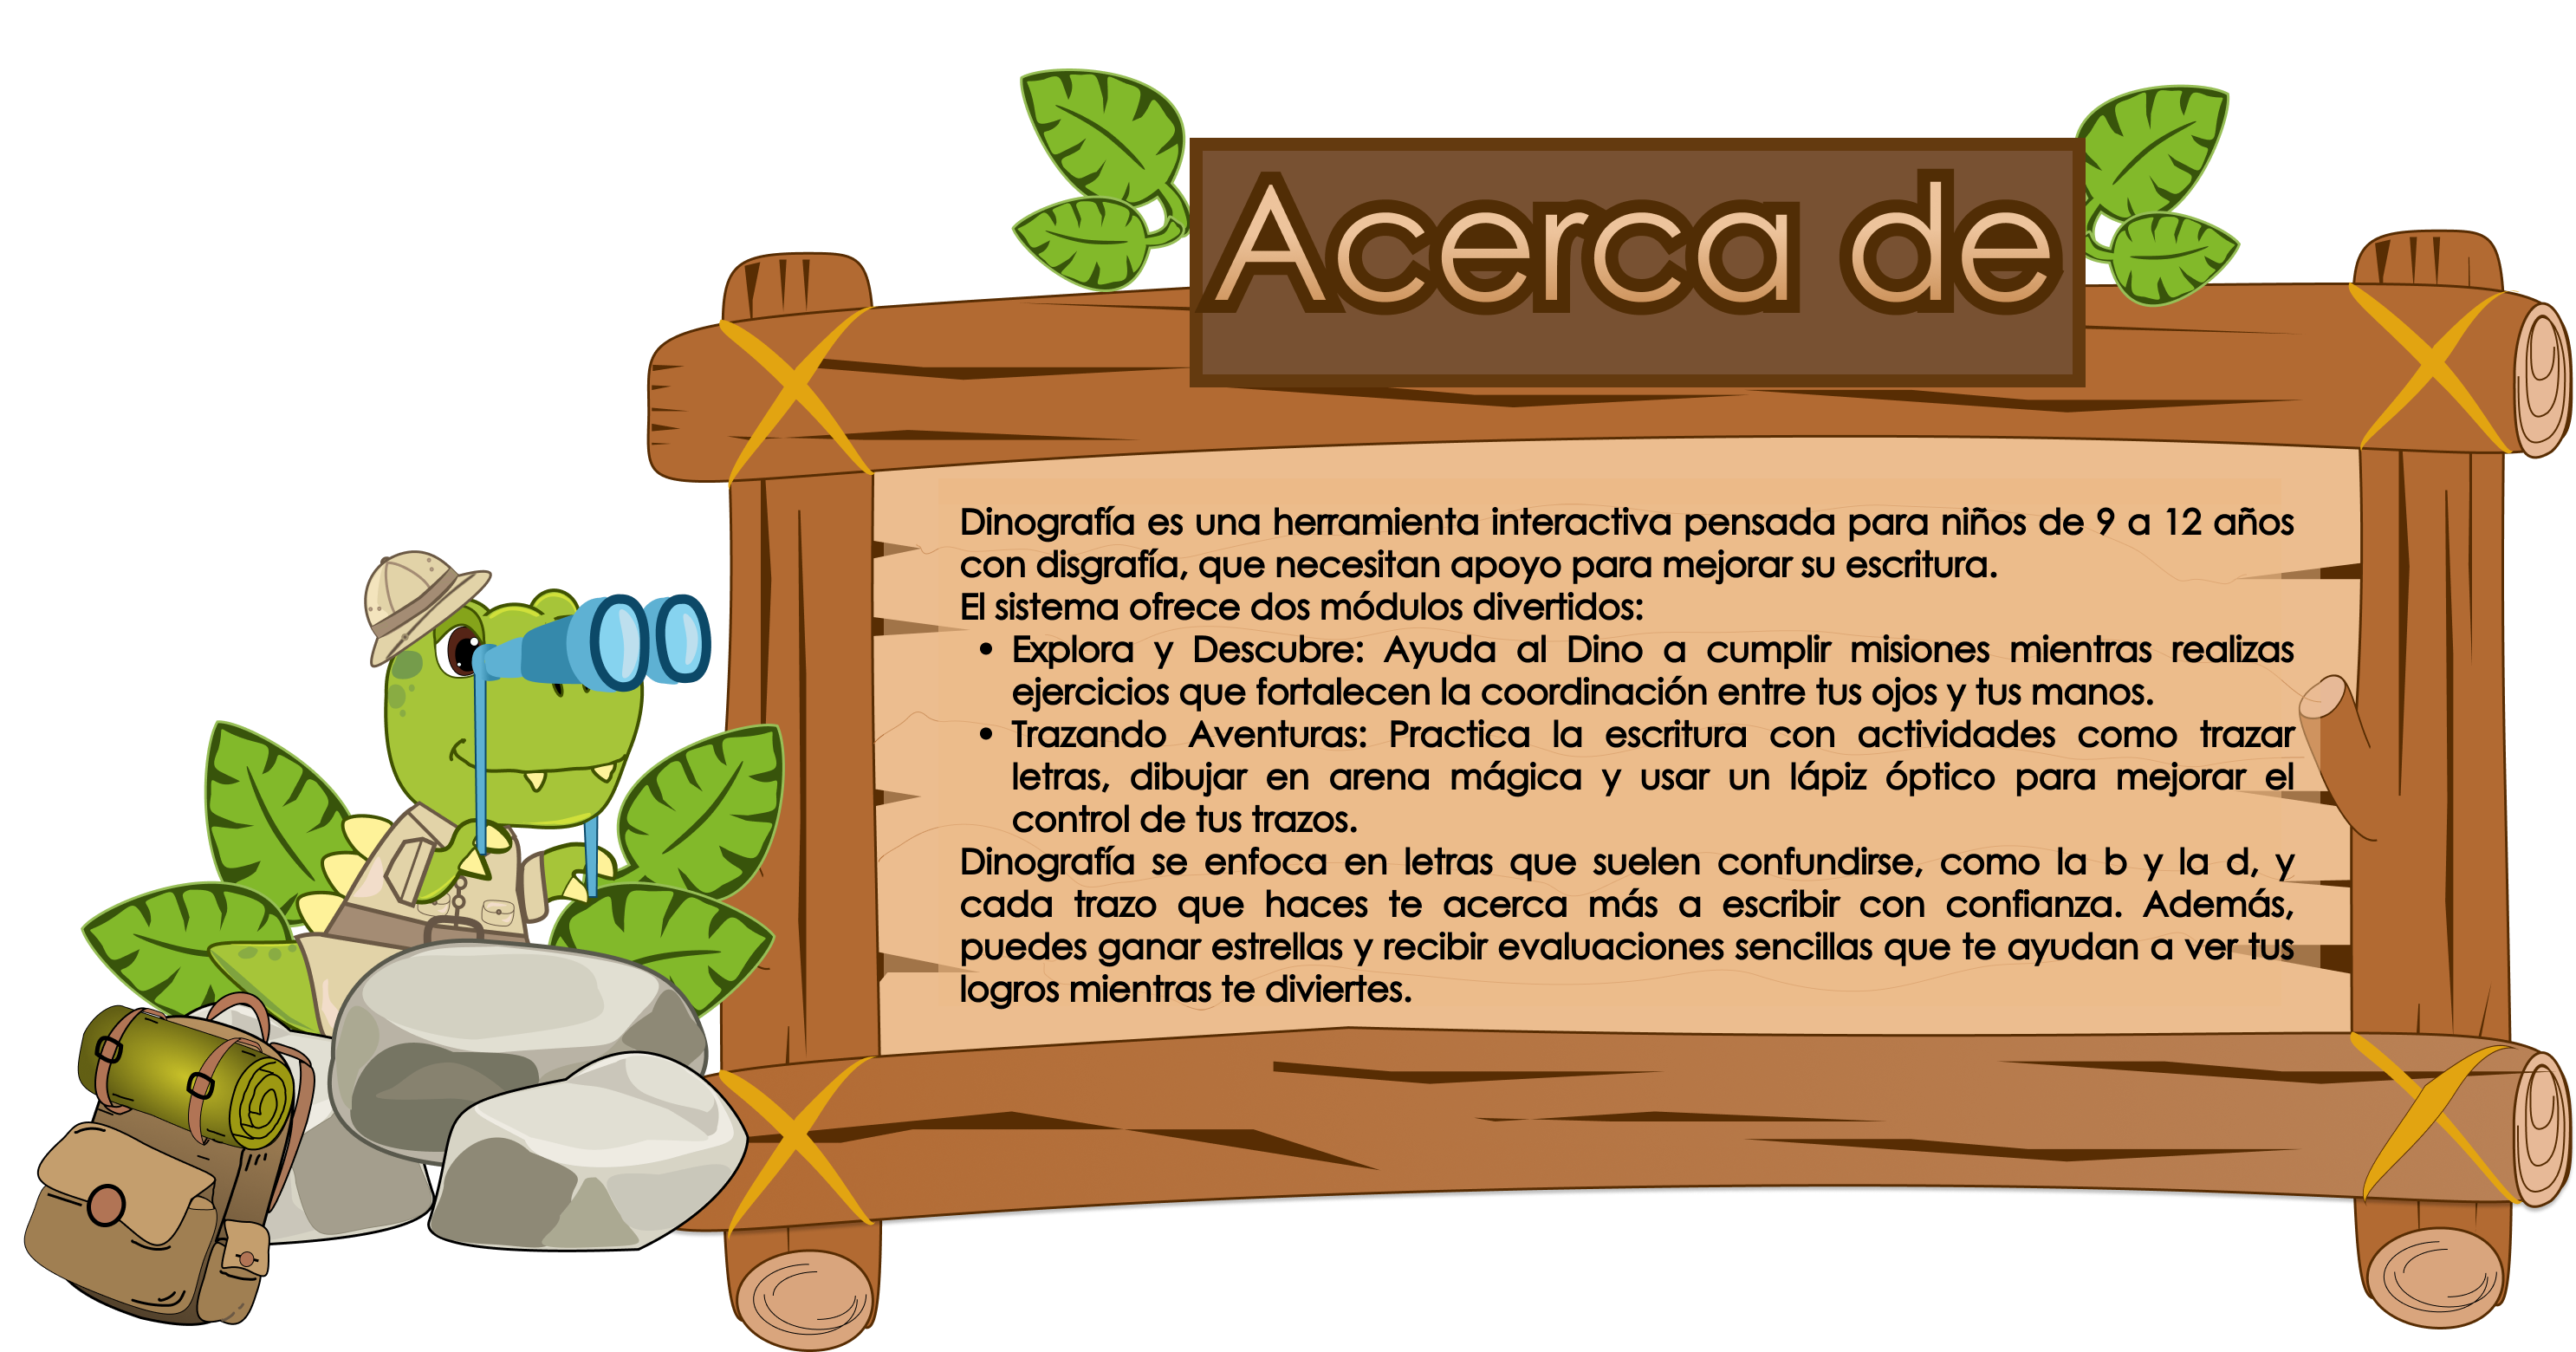 Acerca de
Dinografía es una herramienta interactiva pensada para niños de 9 a 12 años
con disgrafía, que necesitan apoyo para mejorar su escritura.
El sistema ofrece dos módulos divertidos:
• Explora y Descubre: Ayuda al Dino a cumplir misiones mientras realizas
ejercicios que fortalecen la coordinación entre tus ojos y tus manos.
• Trazando Aventuras: Practica la escritura con actividades como trazar
letras, dibujar en arena mágica y usar un lápiz óptico para mejorar el
control de tus trazos.
Dinografía se enfoca en letras que suelen confundirse, como la b y la d, y
cada trazo que haces te acerca más a escribir con confianza. Además,
puedes ganar estrellas y recibir evaluaciones sencillas que te ayudan a ver tus
logros mientras te diviertes.